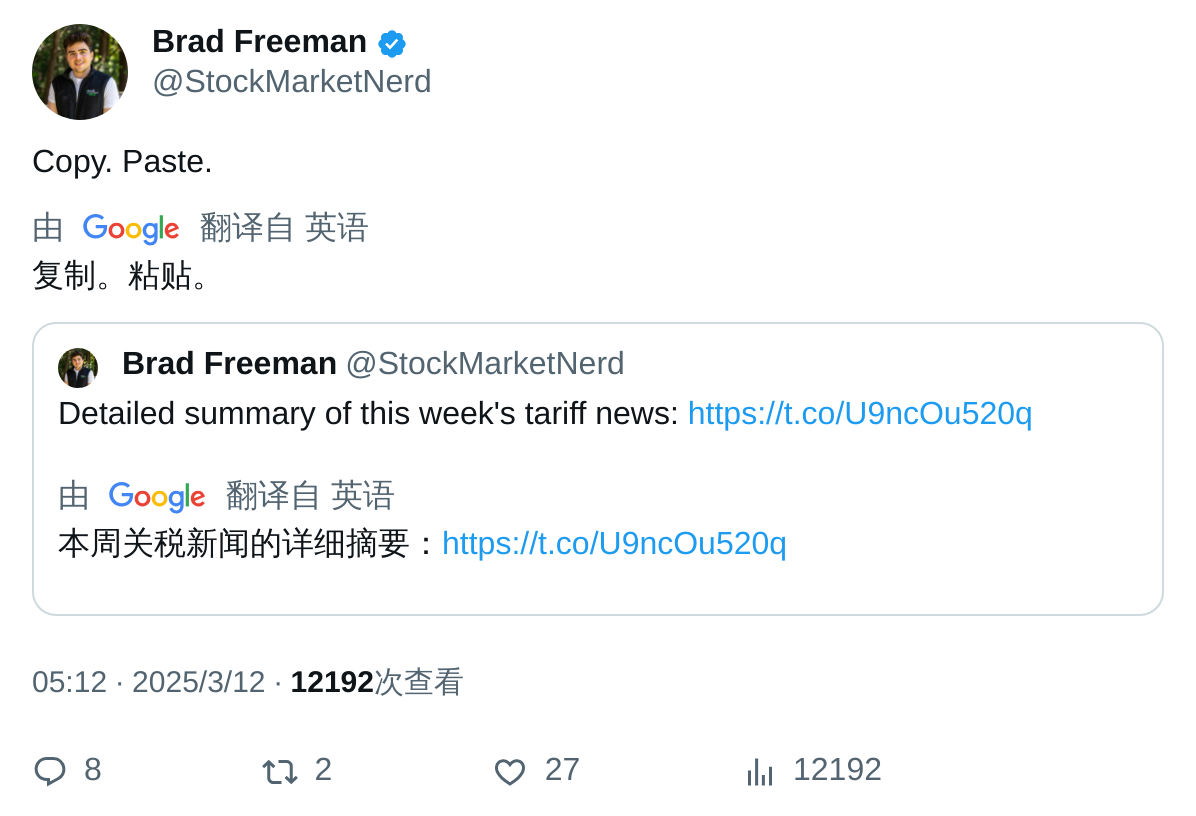 Brad Freeman
@StockMarketNerd
Copy. Paste.
由 Google 翻译自 英语
复制。粘贴。
Brad Freeman @StockMarketNerd
Detailed summary of this week's tariff news: https://t.co/U9ncOu520q
由 Google 翻译自 英语
本周关税新闻的详细摘要：https://t.co/U9ncOu520q
05:12 · 2025/3/12 · 12192次查看
8 2 27 12192